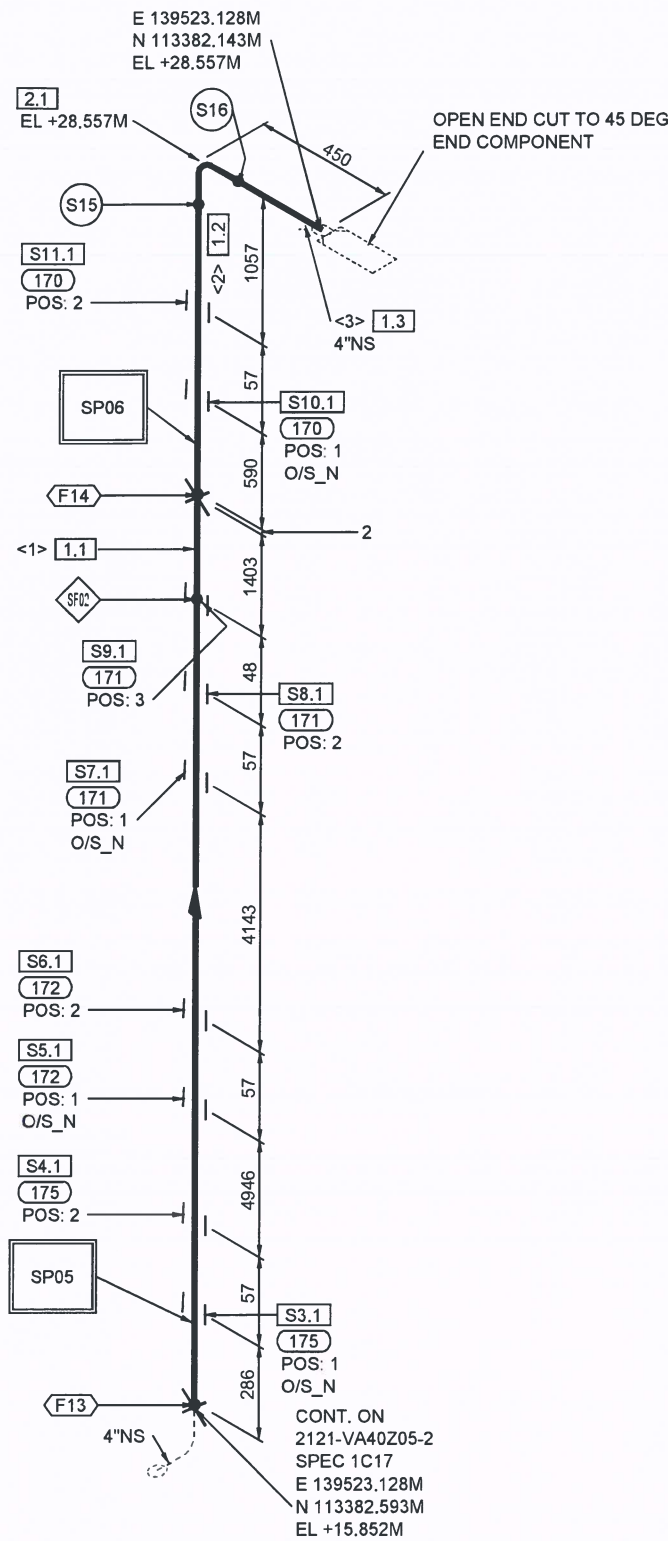 E 139523.128M
N 113382.143M
EL +28.557M
2.1
EL +28.557M
S16
OPEN END CUT TO 45 DEG
END COMPONENT
450
S15
1.2
<2>
1057
S11.1
170
POS: 2
<3> 1.3
4"NS
57
SP06
S10.1
170
POS: 1
O/S_N
590
F14
2
<1> 1.1
1403
SF02
S9.1
171
POS: 3
48
S8.1
171
POS: 2
57
S7.1
171
POS: 1
O/S_N
4143
S6.1
172
POS: 2
S5.1
172
POS: 1
O/S_N
57
S4.1
175
POS: 2
4946
SP05
57
S3.1
175
POS: 1
O/S_N
286
F13
4"NS
CONT. ON
2121-VA40Z05-2
SPEC 1C17
E 139523.128M
N 113382.593M
EL +15.852M